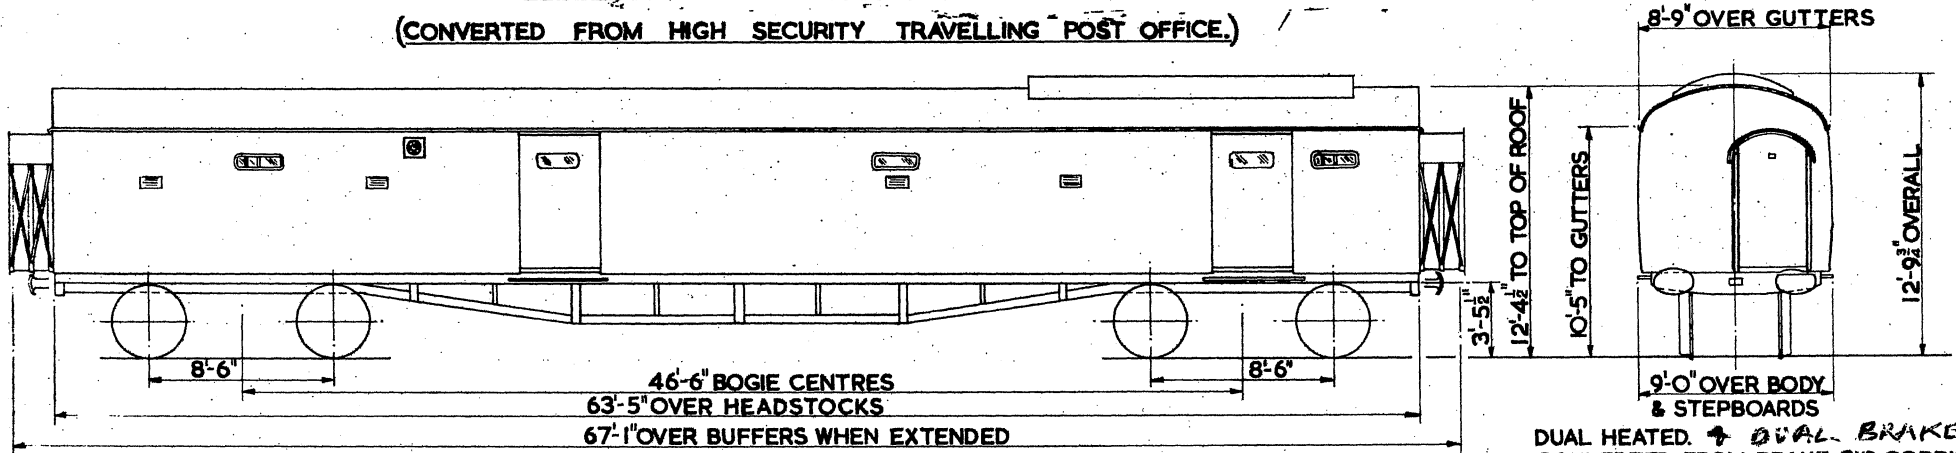 (CONVERTED FROM HIGH SECURITY TRAVELLING POST OFFICE.)
8'-9" OVER GUTTERS
12'-4½" TO TOP OF ROOF
10'-5" TO GUTTERS
12'-9¾" OVERALL
3'-5½"
8'-6"
8'-6"
46'-6" BOGIE CENTRES
63'-5" OVER HEADSTOCKS
67'-1" OVER BUFFERS WHEN EXTENDED
9'-0" OVER BODY
& STEPBOARDS
DUAL HEATED. & DUAL BRAKE